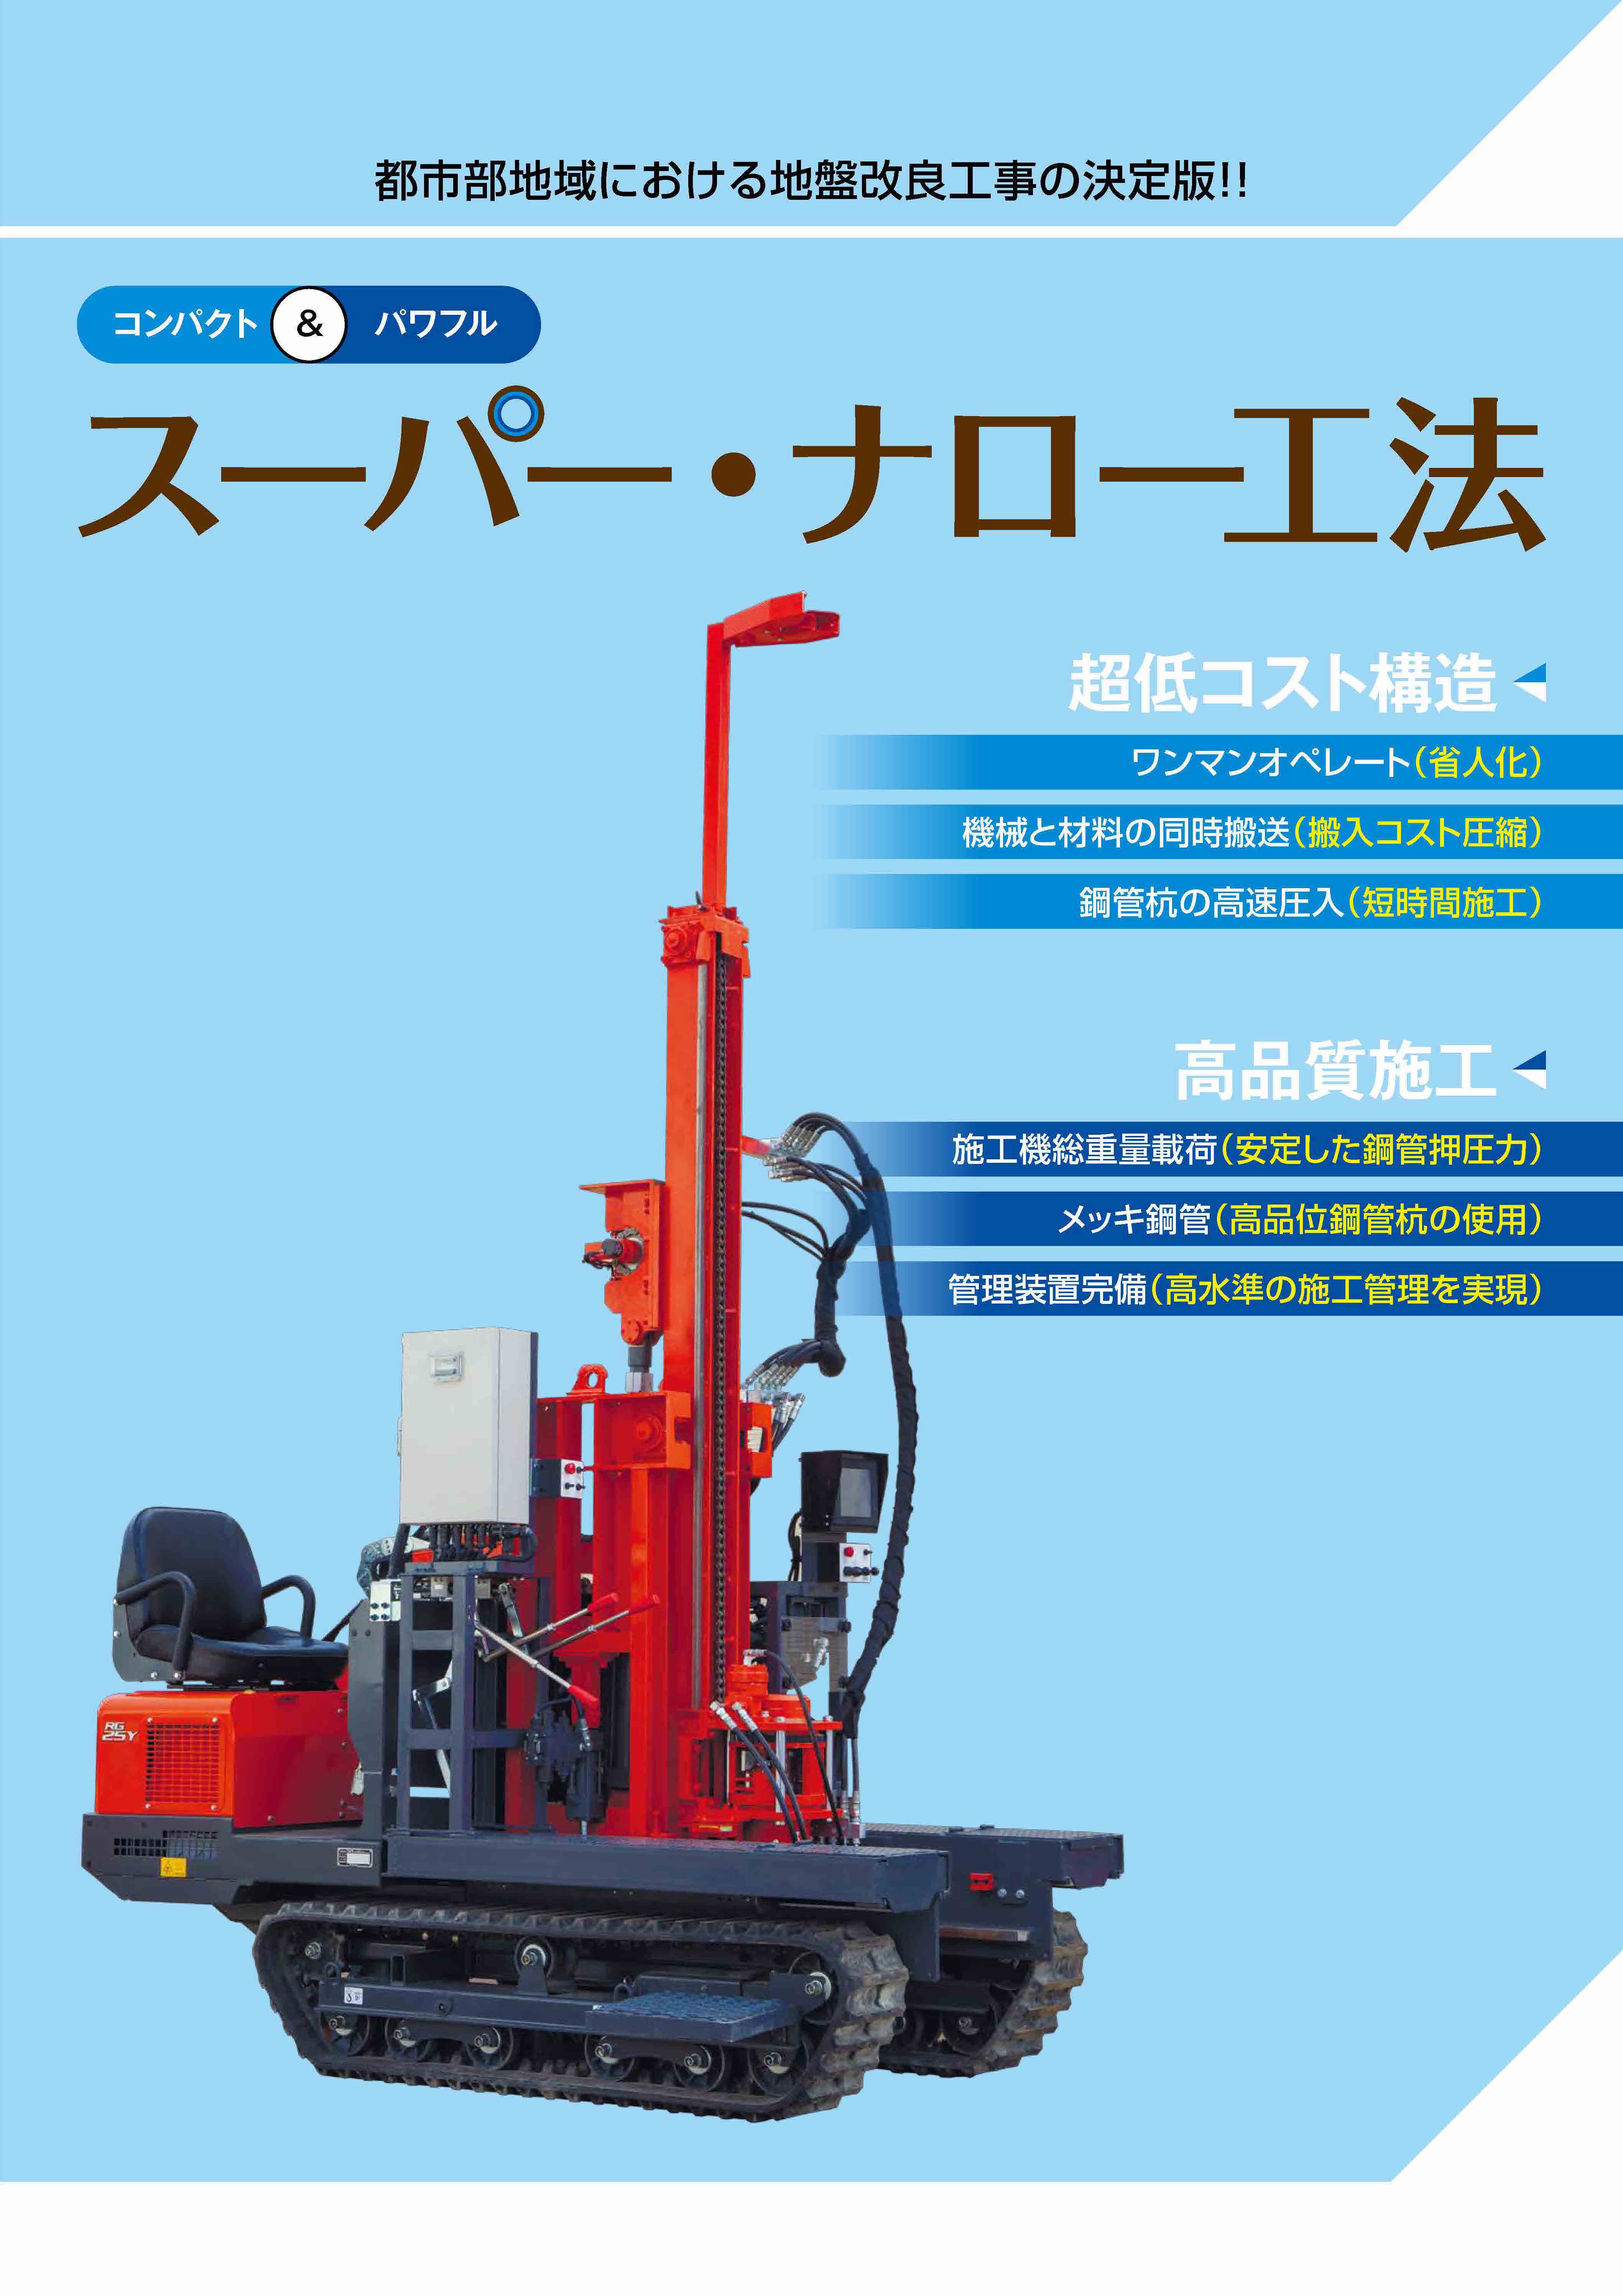 都市部地域における地盤改良工事の決定版!!
コンパクト & パワフル
スーパー・ナロー工法
超低コスト構造
ワンマンオペレート(省人化)
機械と材料の同時搬送(搬入コスト圧縮)
鋼管杭の高速圧入(短時間施工)
高品質施工
施工機総重量載荷(安定した鋼管押圧力)
メッキ鋼管(高品位鋼管杭の使用)
管理装置完備(高水準の施工管理を実現)
RG
25Y